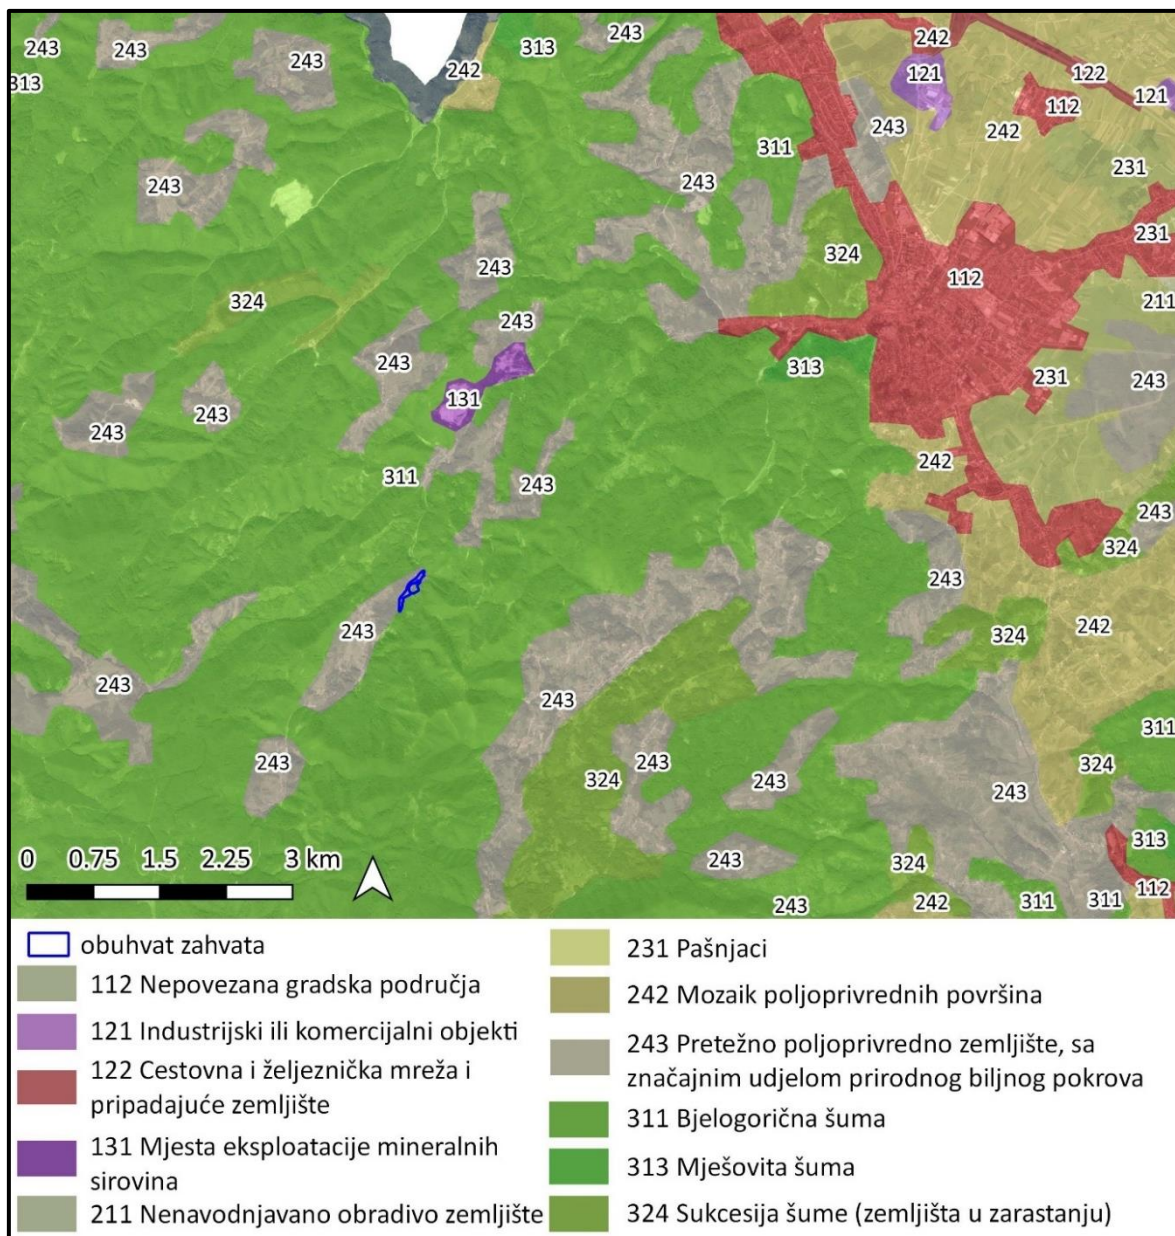 243 243 243 242 313 243 242
313 121 122 121
112
243 242
311
243 243 231
243
231
324
243 112
324 211
243
243 313
131 231 243
243
243
311 243 242
243
324
243
243 324 242
243
243
311
243 324 243 243 324 243
313
243 324
112
243 242 311 311
0 0.75 1.5 2.25 3 km
obuhvat zahvata
112 Nepovezana gradska područja
121 Industrijski ili komercijalni objekti
122 Cestovna i željeznička mreža i
pripadajuće zemljište
131 Mjesta eksploatacije mineralnih
sirovina
211 Nenavodnjavano obradivo zemljište
231 Pašnjaci
242 Mozaik poljoprivrednih površina
243 Pretežno poljoprivredno zemljište, sa
značajnim udjelom prirodnog biljnog pokrova
311 Bjelogorična šuma
313 Mješovita šuma
324 Sukcesija šume (zemljišta u zarastanju)